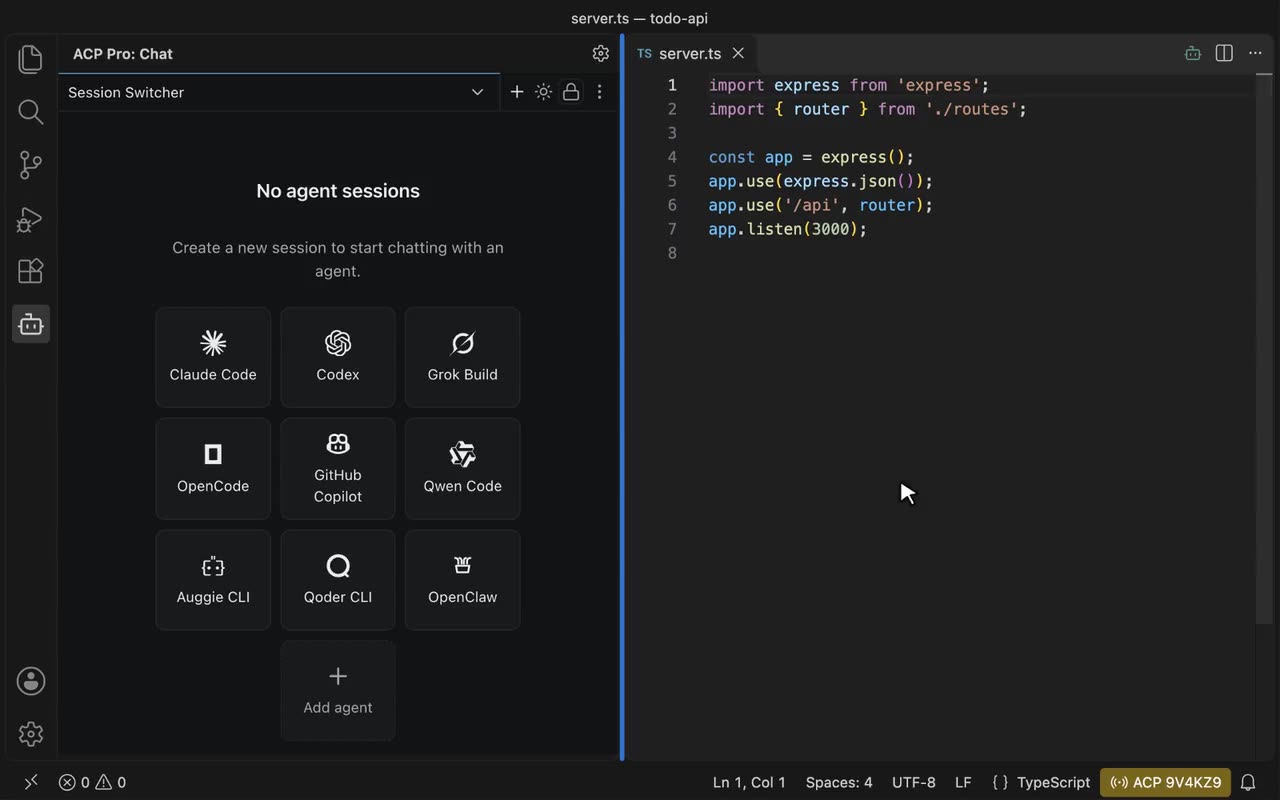 server.ts — todo-api
ACP Pro: Chat
Session Switcher
No agent sessions
Create a new session to start chatting with an
agent.
Claude Code
Codex
Grok Build
OpenCode
GitHub
Copilot
Qwen Code
Auggie CLI
Qoder CLI
OpenClaw
Add agent
TS server.ts
1 import express from 'express';
2 import { router } from './routes';
3
4 const app = express();
5 app.use(express.json());
6 app.use('/api', router);
7 app.listen(3000);
8
0 0
Ln 1, Col 1
Spaces: 4
UTF-8
LF
{ } TypeScript
ACP 9V4KZ9